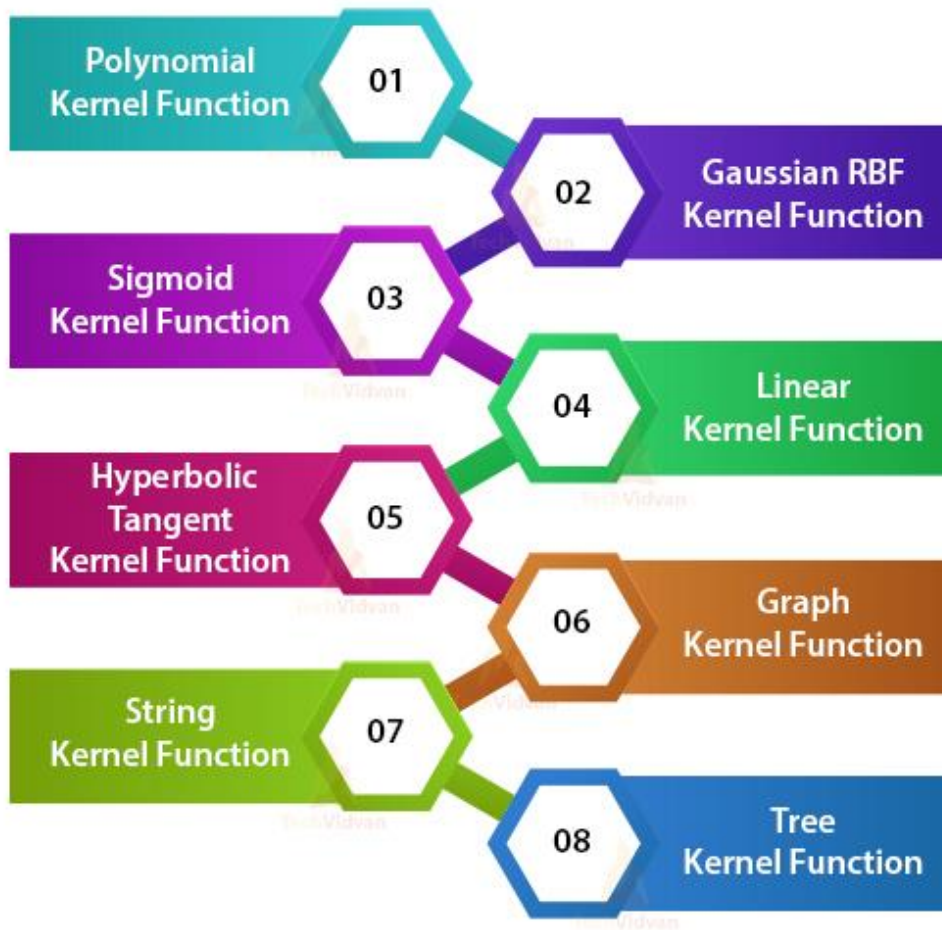 Polynomial
Kernel Function
01
02
Gaussian RBF
Kernel Function
Sigmoid
Kernel Function
03
04
Linear
Kernel Function
Hyperbolic
Tangent
Kernel Function
05
06
Graph
Kernel Function
String
Kernel Function
07
08
Tree
Kernel Function
TechVidvan